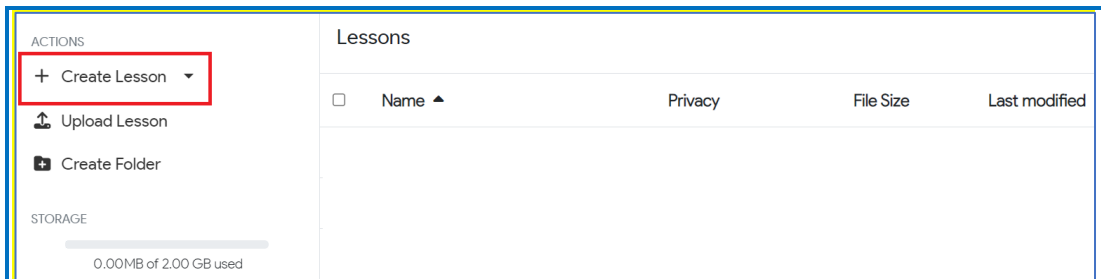 ACTIONS
+ Create Lesson
Upload Lesson
Create Folder
STORAGE
0.00MB of 2.00 GB used
Lessons
Name Privacy File Size Last modified